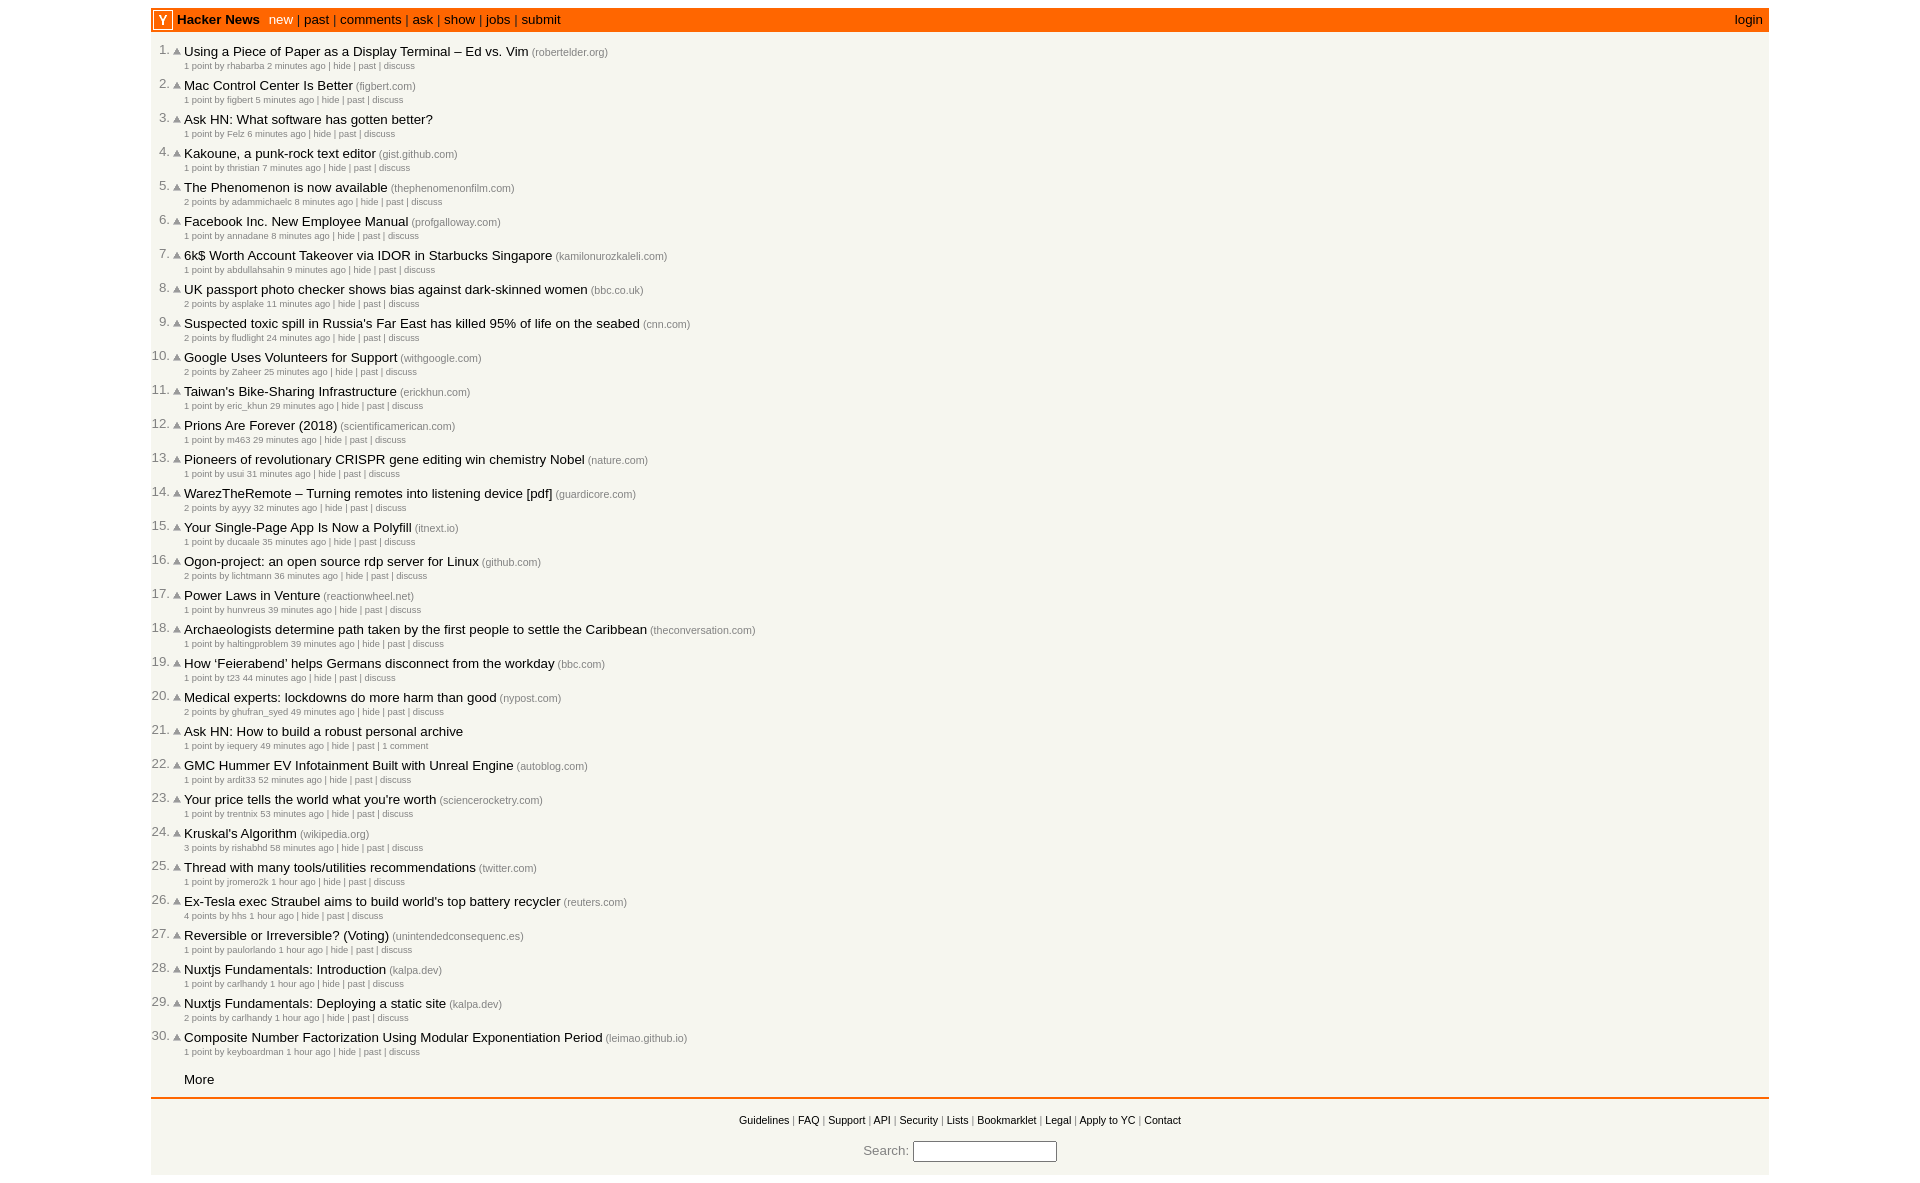 Y Hacker News new | past | comments | ask | show | jobs | submit login
1. Using a Piece of Paper as a Display Terminal – Ed vs. Vim (robertelder.org)
1 point by rhabarba 2 minutes ago | hide | past | discuss
2. Mac Control Center Is Better (figbert.com)
1 point by figbert 5 minutes ago | hide | past | discuss
3. Ask HN: What software has gotten better?
1 point by Felz 6 minutes ago | hide | past | discuss
4. Kakoune, a punk-rock text editor (gist.github.com)
1 point by thristian 7 minutes ago | hide | past | discuss
5. The Phenomenon is now available (thephenomenonfilm.com)
2 points by adammichaelc 8 minutes ago | hide | past | discuss
6. Facebook Inc. New Employee Manual (profgalloway.com)
1 point by annadane 8 minutes ago | hide | past | discuss
7. 6k$ Worth Account Takeover via IDOR in Starbucks Singapore (kamilonurozkaleli.com)
1 point by abdullahsahin 9 minutes ago | hide | past | discuss
8. UK passport photo checker shows bias against dark-skinned women (bbc.co.uk)
2 points by asplake 11 minutes ago | hide | past | discuss
9. Suspected toxic spill in Russia's Far East has killed 95% of life on the seabed (cnn.com)
2 points by fludlight 24 minutes ago | hide | past | discuss
10. Google Uses Volunteers for Support (withgoogle.com)
2 points by Zaheer 25 minutes ago | hide | past | discuss
11. Taiwan's Bike-Sharing Infrastructure (erickhun.com)
1 point by eric_khun 29 minutes ago | hide | past | discuss
12. Prions Are Forever (2018) (scientificamerican.com)
1 point by m463 29 minutes ago | hide | past | discuss
13. Pioneers of revolutionary CRISPR gene editing win chemistry Nobel (nature.com)
1 point by usui 31 minutes ago | hide | past | discuss
14. WarezTheRemote – Turning remotes into listening device [pdf] (guardicore.com)
2 points by ayyy 32 minutes ago | hide | past | discuss
15. Your Single-Page App Is Now a Polyfill (itnext.io)
1 point by ducaale 35 minutes ago | hide | past | discuss
16. Ogon-project: an open source rdp server for Linux (github.com)
2 points by lichtmann 36 minutes ago | hide | past | discuss
17. Power Laws in Venture (reactionwheel.net)
1 point by hunvreus 39 minutes ago | hide | past | discuss
18. Archaeologists determine path taken by the first people to settle the Caribbean (theconversation.com)
1 point by haltingproblem 39 minutes ago | hide | past | discuss
19. How ‘Feierabend’ helps Germans disconnect from the workday (bbc.com)
1 point by t23 44 minutes ago | hide | past | discuss
20. Medical experts: lockdowns do more harm than good (nypost.com)
2 points by ghufran_syed 49 minutes ago | hide | past | discuss
21. Ask HN: How to build a robust personal archive
1 point by iequery 49 minutes ago | hide | past | 1 comment
22. GMC Hummer EV Infotainment Built with Unreal Engine (autoblog.com)
1 point by ardit33 52 minutes ago | hide | past | discuss
23. Your price tells the world what you're worth (sciencerocketry.com)
1 point by trentnix 53 minutes ago | hide | past | discuss
24. Kruskal's Algorithm (wikipedia.org)
3 points by rishabhd 58 minutes ago | hide | past | discuss
25. Thread with many tools/utilities recommendations (twitter.com)
1 point by jromero2k 1 hour ago | hide | past | discuss
26. Ex-Tesla exec Straubel aims to build world's top battery recycler (reuters.com)
4 points by hhs 1 hour ago | hide | past | discuss
27. Reversible or Irreversible? (Voting) (unintendedconsequenc.es)
1 point by paulorlando 1 hour ago | hide | past | discuss
28. Nuxtjs Fundamentals: Introduction (kalpa.dev)
1 point by carlhandy 1 hour ago | hide | past | discuss
29. Nuxtjs Fundamentals: Deploying a static site (kalpa.dev)
2 points by carlhandy 1 hour ago | hide | past | discuss
30. Composite Number Factorization Using Modular Exponentiation Period (leimao.github.io)
1 point by keyboardman 1 hour ago | hide | past | discuss
More
Guidelines | FAQ | Support | API | Security | Lists | Bookmarklet | Legal | Apply to YC | Contact
Search: